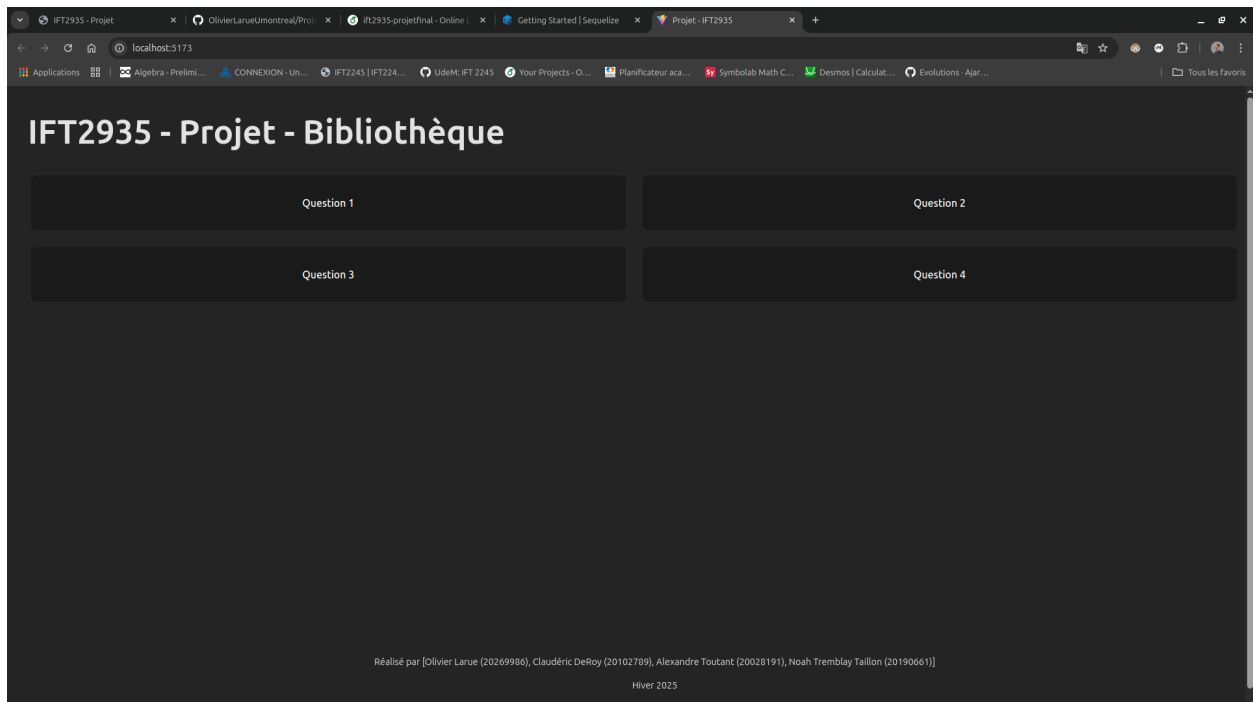 IFT2935 - Projet
OlivierLarueUmontreal/Proje
ift2935-projetfinal - Online L
Getting Started | Sequelize
Projet - IFT2935
localhost:5173
Applications
Algebra - Prelimi...
CONNEXION - Un...
IFT2245 | IFT224...
UdeM: IFT 2245
Your Projects - O...
Planificateur aca...
Sy Symbolab Math C...
Desmos | Calculat...
Evolutions - Ajar...
Tous les favoris
IFT2935 - Projet - Bibliothèque
Question 1
Question 2
Question 3
Question 4
Réalisé par [Olivier Larue (20269986), Claudéric DeRoy (20102789), Alexandre Toutant (20028191), Noah Tremblay Taillon (20190661)]
Hiver 2025